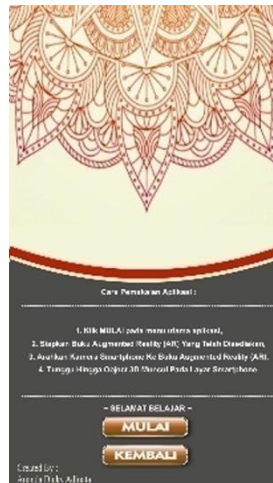 Cara Pemakaian Aplikasi :
1. Klik MULAI pada menu utama aplikasi,
2. Siapkan Buku Augmented Reality (AR) Yang Telah Disediakan,
3. Arahkan Kamera Smartphone Ke Buku Augmented Reality (AR),
4. Tunggu Hingga Object 3D Muncul Pada Layar Smartphone
~ SELAMAT BELAJAR ~
MULAI
KEMBALI
Created By :